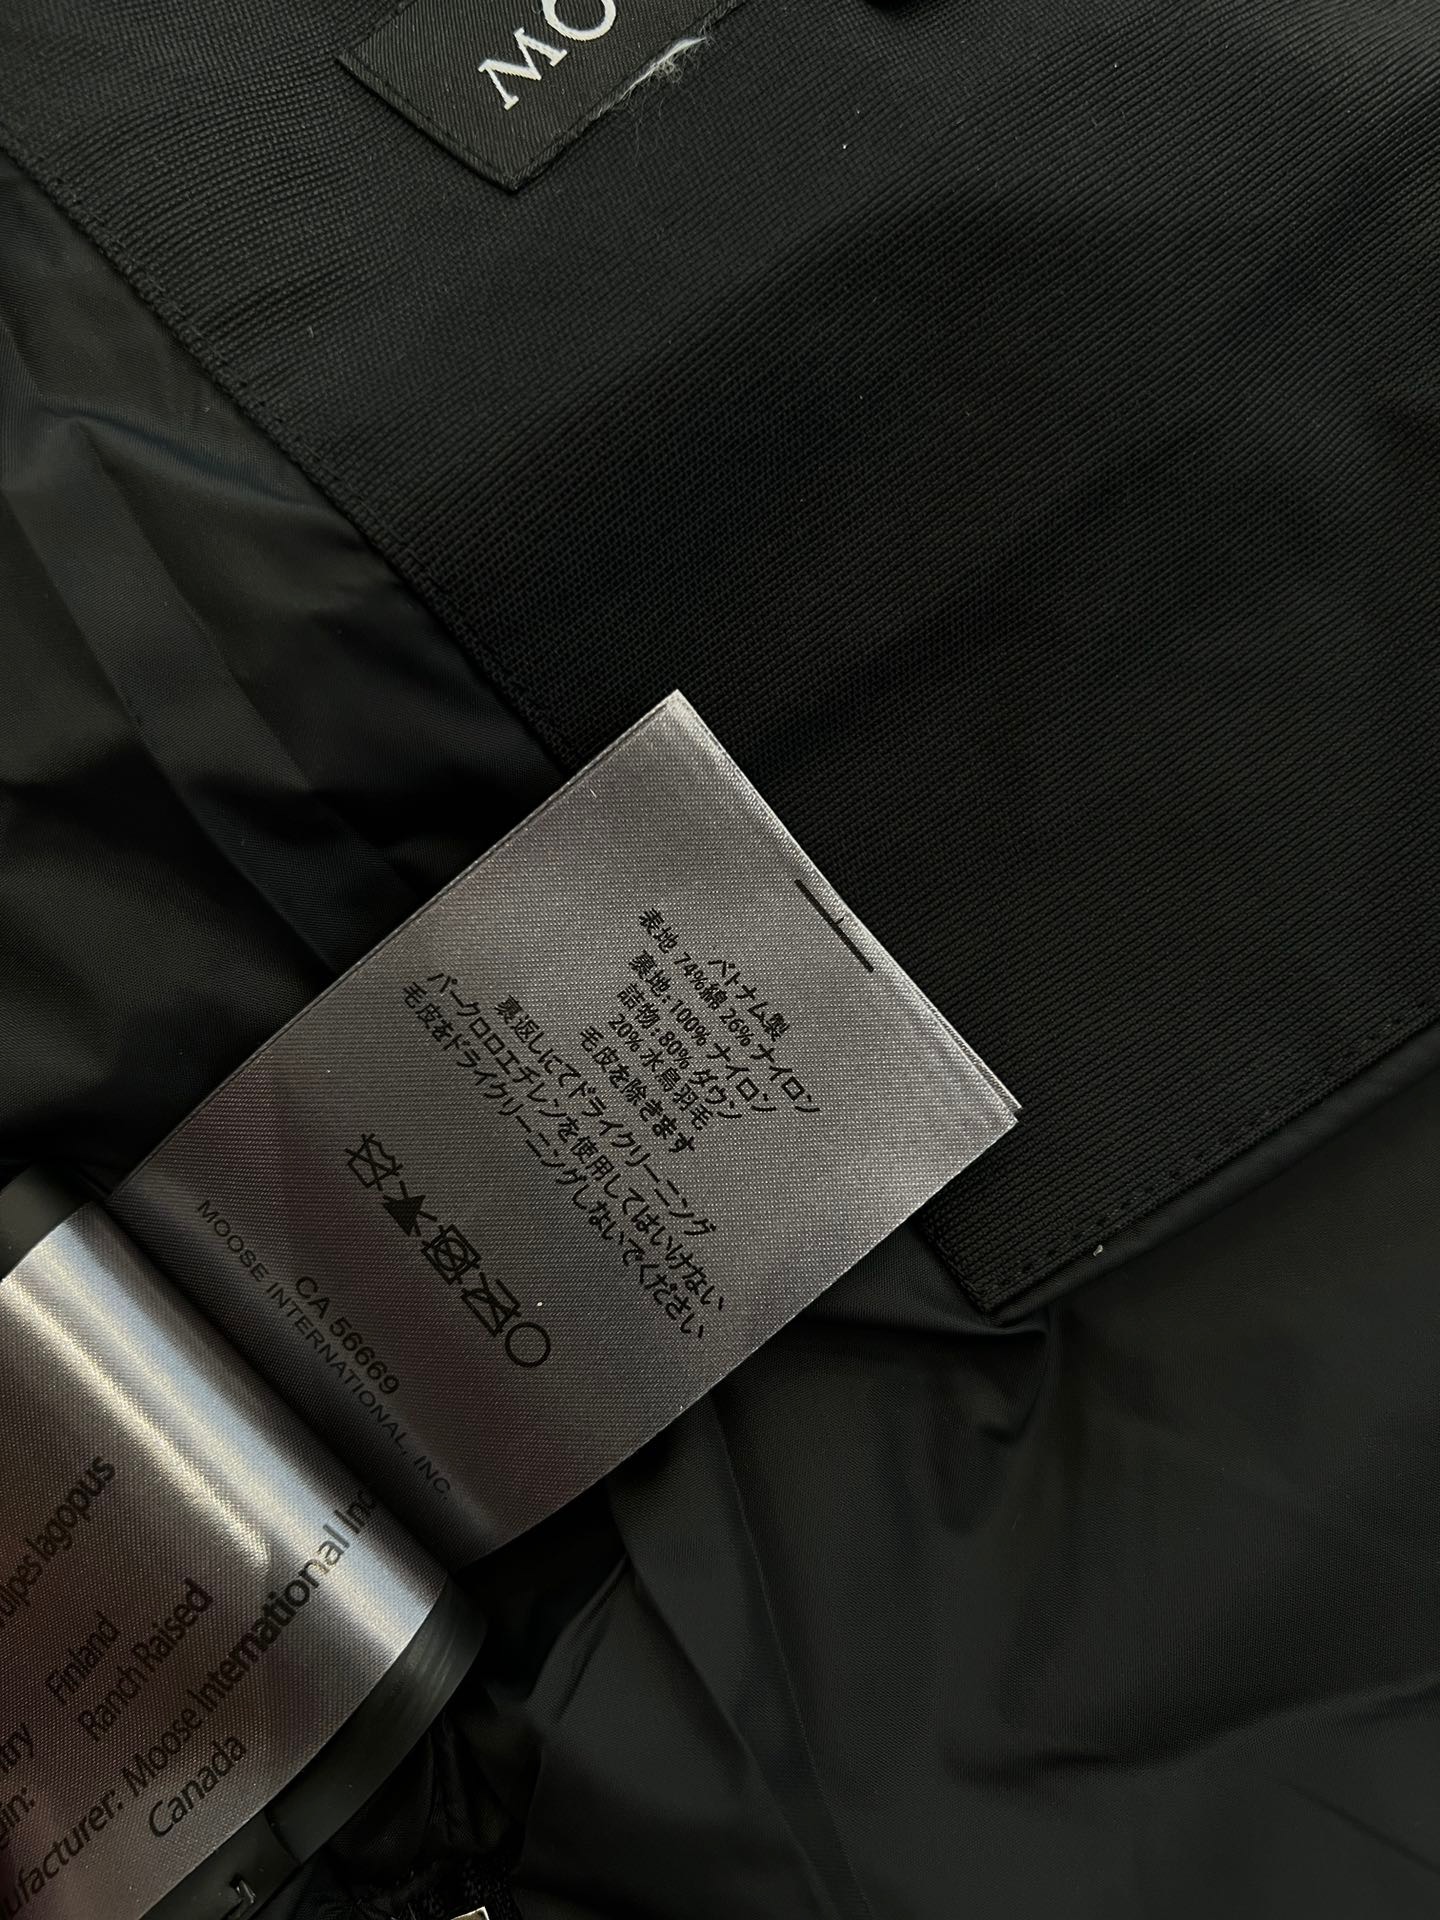 MO
バトナム製
表地 74%綿 26% ナイロン
裏地:100% ナイロン
詰物:80% ダウン
20% 水鳥羽毛
毛皮を除きます
裏返しにてドライクリーニング
パークロロエチレンを使用してはいけない
毛皮をドライクリーニングしないでください
CA 56669
MOOSE INTERNATIONAL, INC.
lagopus
Finland
Ranch Raised
Moose International Inc
Canada